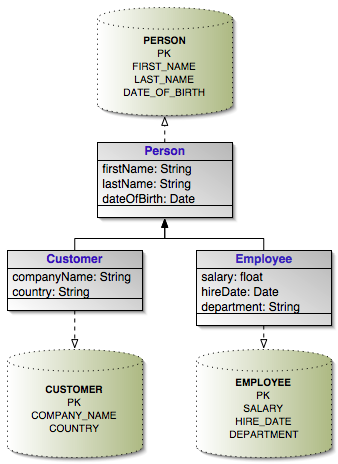 PERSON
PK
FIRST_NAME
LAST_NAME
DATE_OF_BIRTH
Person
firstName: String
lastName: String
dateOfBirth: Date
Customer
companyName: String
country: String
Employee
salary: float
hireDate: Date
department: String
CUSTOMER
PK
COMPANY_NAME
COUNTRY
EMPLOYEE
PK
SALARY
HIRE_DATE
DEPARTMENT